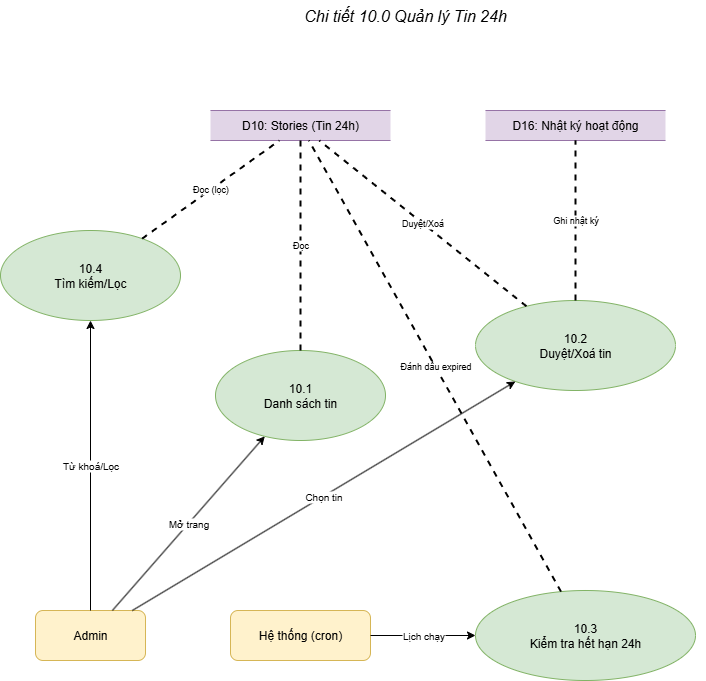 Chi tiết 10.0 Quản lý Tin 24h
D10: Stories (Tin 24h)
D16: Nhật ký hoạt động
Đọc (lọc)
Duyệt/Xoá
Ghi nhật ký
Đọc
10.4
Tìm kiếm/Lọc
10.2
Duyệt/Xoá tin
Đánh dấu expired
10.1
Danh sách tin
Từ khoá/Lọc
Chọn tin
Mở trang
Admin
Hệ thống (cron)
Lịch chạy
10.3
Kiểm tra hết hạn 24h